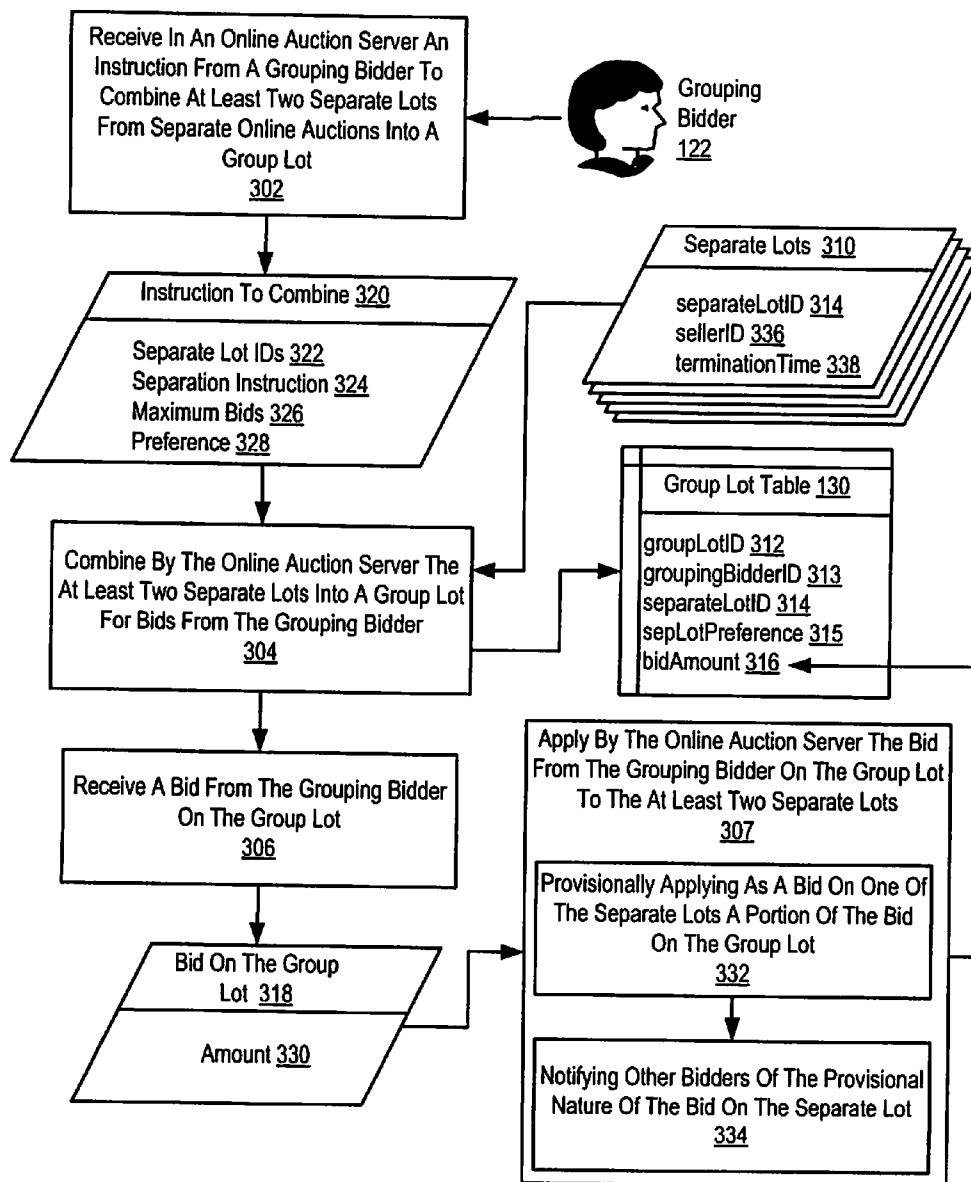 Receive In An Online Auction Server An
Instruction From A Grouping Bidder To
Combine At Least Two Separate Lots
From Separate Online Auctions Into A
Group Lot
302
Grouping
Bidder
122
Instruction To Combine 320
Separate Lot IDs 322
Separation Instruction 324
Maximum Bids 326
Preference 328
Separate Lots 310
separateLotID 314
sellerID 336
terminationTime 338
Combine By The Online Auction Server The
At Least Two Separate Lots Into A Group Lot
For Bids From The Grouping Bidder
304
Group Lot Table 130
groupLotID 312
groupingBidderID 313
separateLotID 314
sepLotPreference 315
bidAmount 316
Receive A Bid From The Grouping Bidder
On The Group Lot
306
Bid On The Group
Lot 318
Amount 330
Apply By The Online Auction Server The Bid
From The Grouping Bidder On The Group Lot
To The At Least Two Separate Lots
307
Provisionally Applying As A Bid On One Of
The Separate Lots A Portion Of The Bid
On The Group Lot
332
Notifying Other Bidders Of The Provisional
Nature Of The Bid On The Separate Lot
334